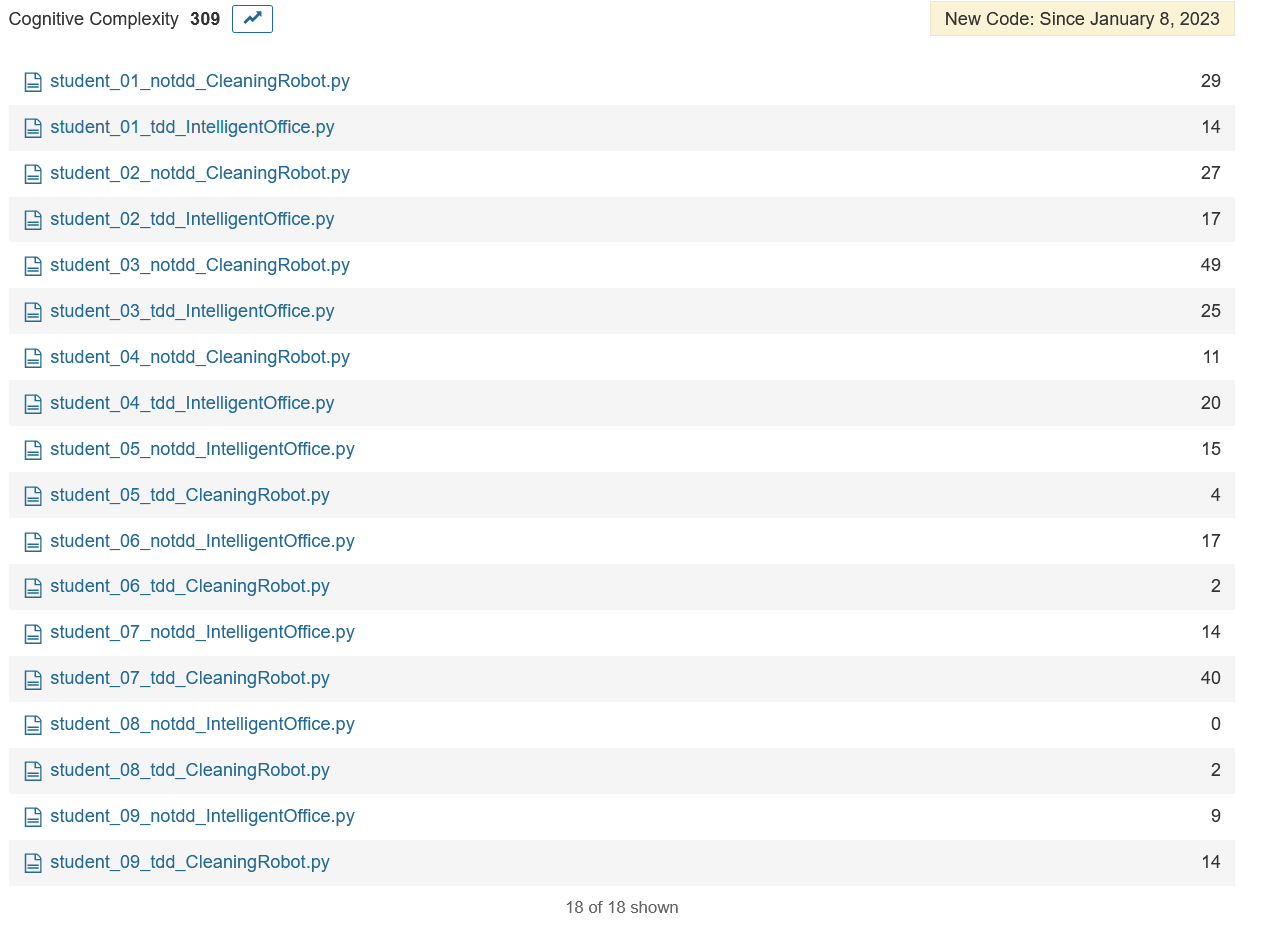 Cognitive Complexity 309 New Code: Since January 8, 2023
student_01_notdd_CleaningRobot.py 29
student_01_tdd_IntelligentOffice.py 14
student_02_notdd_CleaningRobot.py 27
student_02_tdd_IntelligentOffice.py 17
student_03_notdd_CleaningRobot.py 49
student_03_tdd_IntelligentOffice.py 25
student_04_notdd_CleaningRobot.py 11
student_04_tdd_IntelligentOffice.py 20
student_05_notdd_IntelligentOffice.py 15
student_05_tdd_CleaningRobot.py 4
student_06_notdd_IntelligentOffice.py 17
student_06_tdd_CleaningRobot.py 2
student_07_notdd_IntelligentOffice.py 14
student_07_tdd_CleaningRobot.py 40
student_08_notdd_IntelligentOffice.py 0
student_08_tdd_CleaningRobot.py 2
student_09_notdd_IntelligentOffice.py 9
student_09_tdd_CleaningRobot.py 14
18 of 18 shown